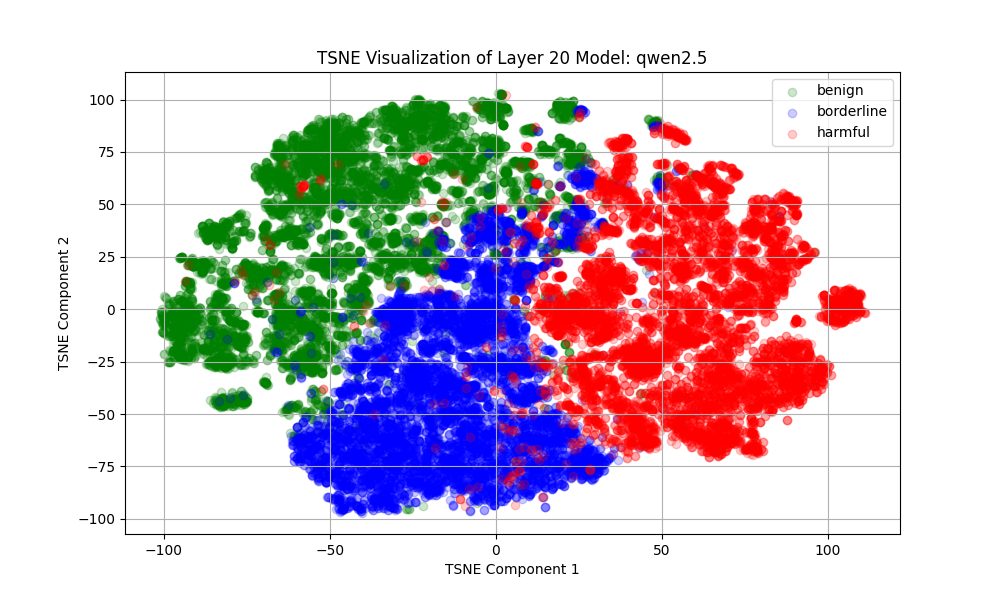 TSNE Visualization of Layer 20 Model: qwen2.5
benign
borderline
harmful
100
75
50
25
0
−25
−50
−75
−100
TSNE Component 2
−100
−50
0
50
100
TSNE Component 1